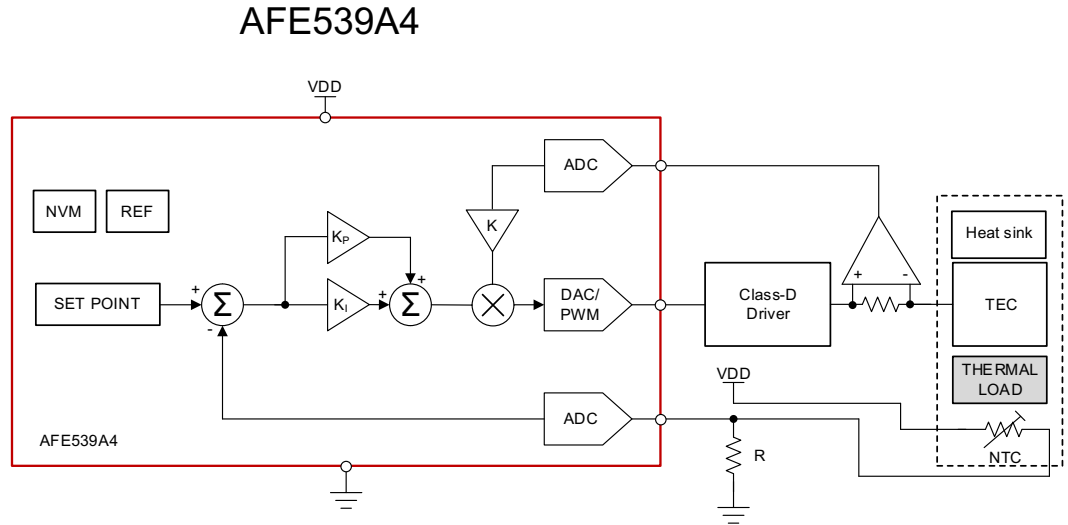 AFE539A4
VDD
ADC
NVM
REF
K
Heat sink
KP
+
+
SET POINT
+
Σ
-
KI
+
Σ
DAC/
PWM
Class-D
Driver
+
-
TEC
THERMAL
LOAD
VDD
ADC
AFE539A4
R
NTC